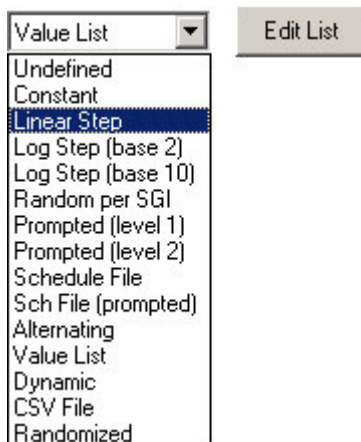 Value List
Edit List
Undefined
Constant
Linear Step
Log Step (base 2)
Log Step (base 10)
Random per SGI
Prompted (level 1)
Prompted (level 2)
Schedule File
Sch File (prompted)
Alternating
Value List
Dynamic
CSV File
Randomized